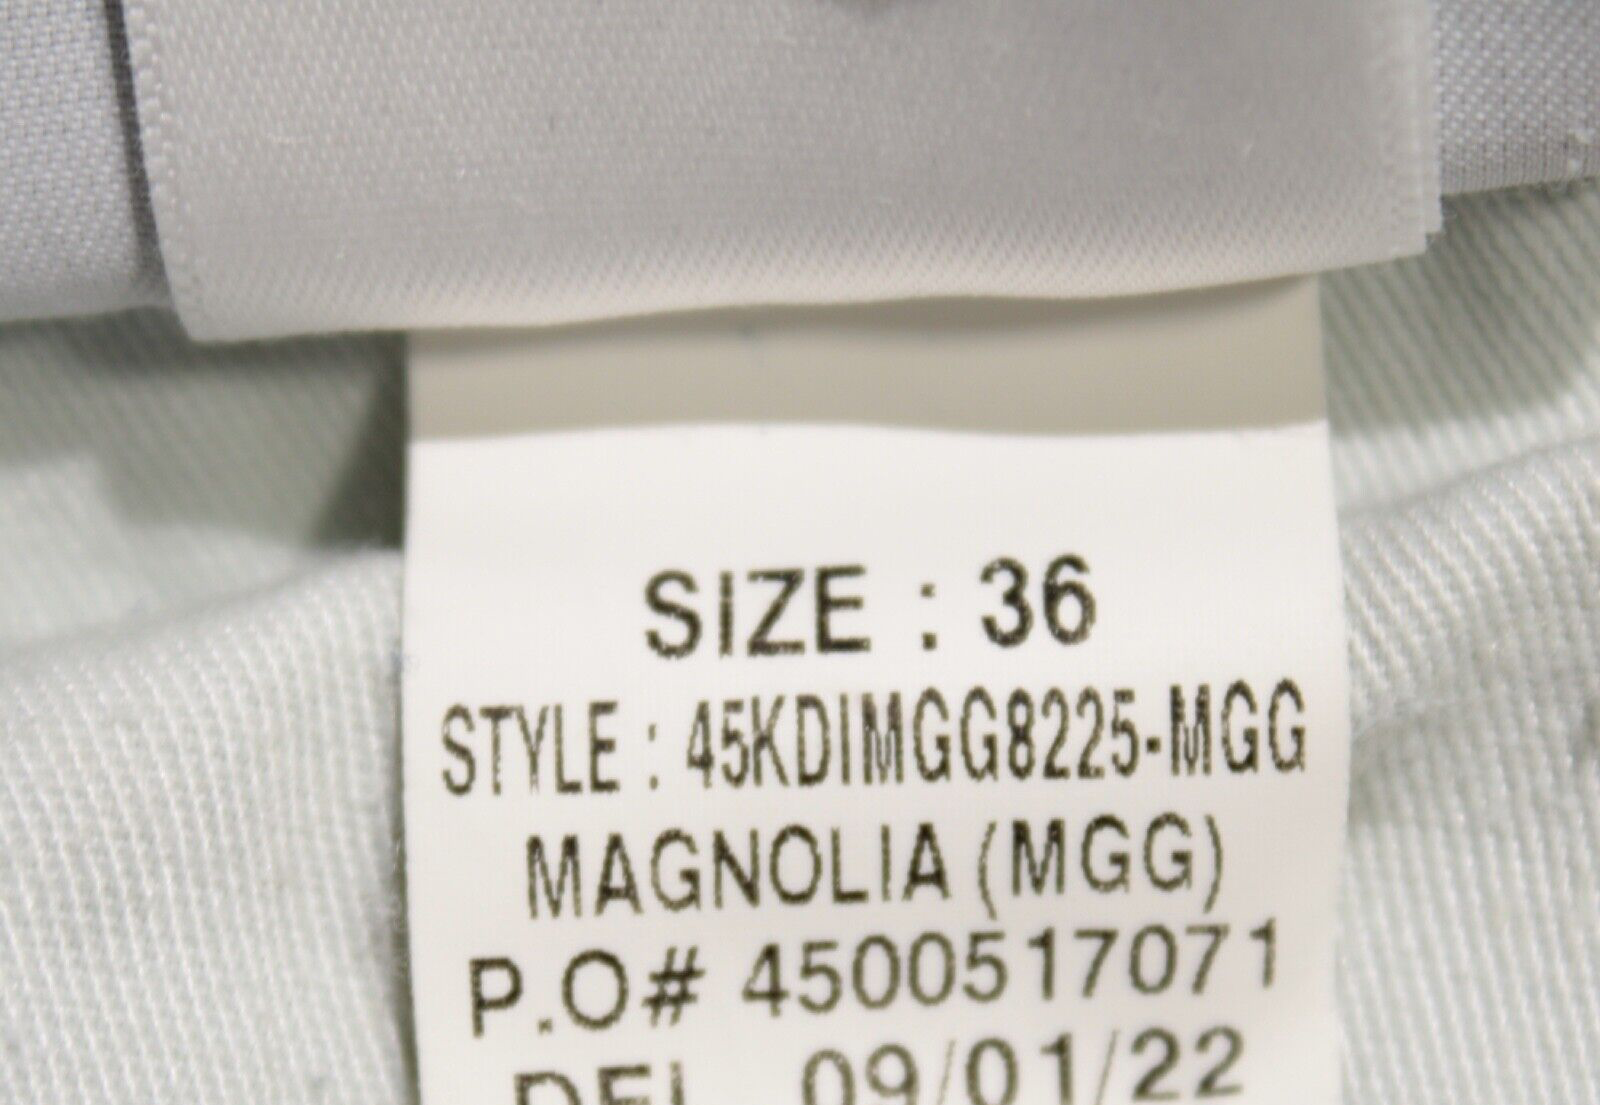 SIZE : 36
STYLE : 45KDIMGG8225-MGG
MAGNOLIA (MGG)
P.O# 4500517071
DEL 09/01/22